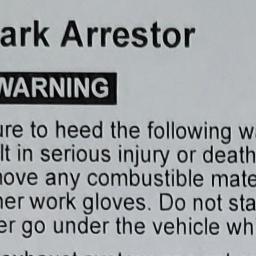 ark Arrestor
WARNING
ure to heed the following w
lt in serious injury or death
nove any combustible mate
her work gloves. Do not sta
er go under the vehicle wh